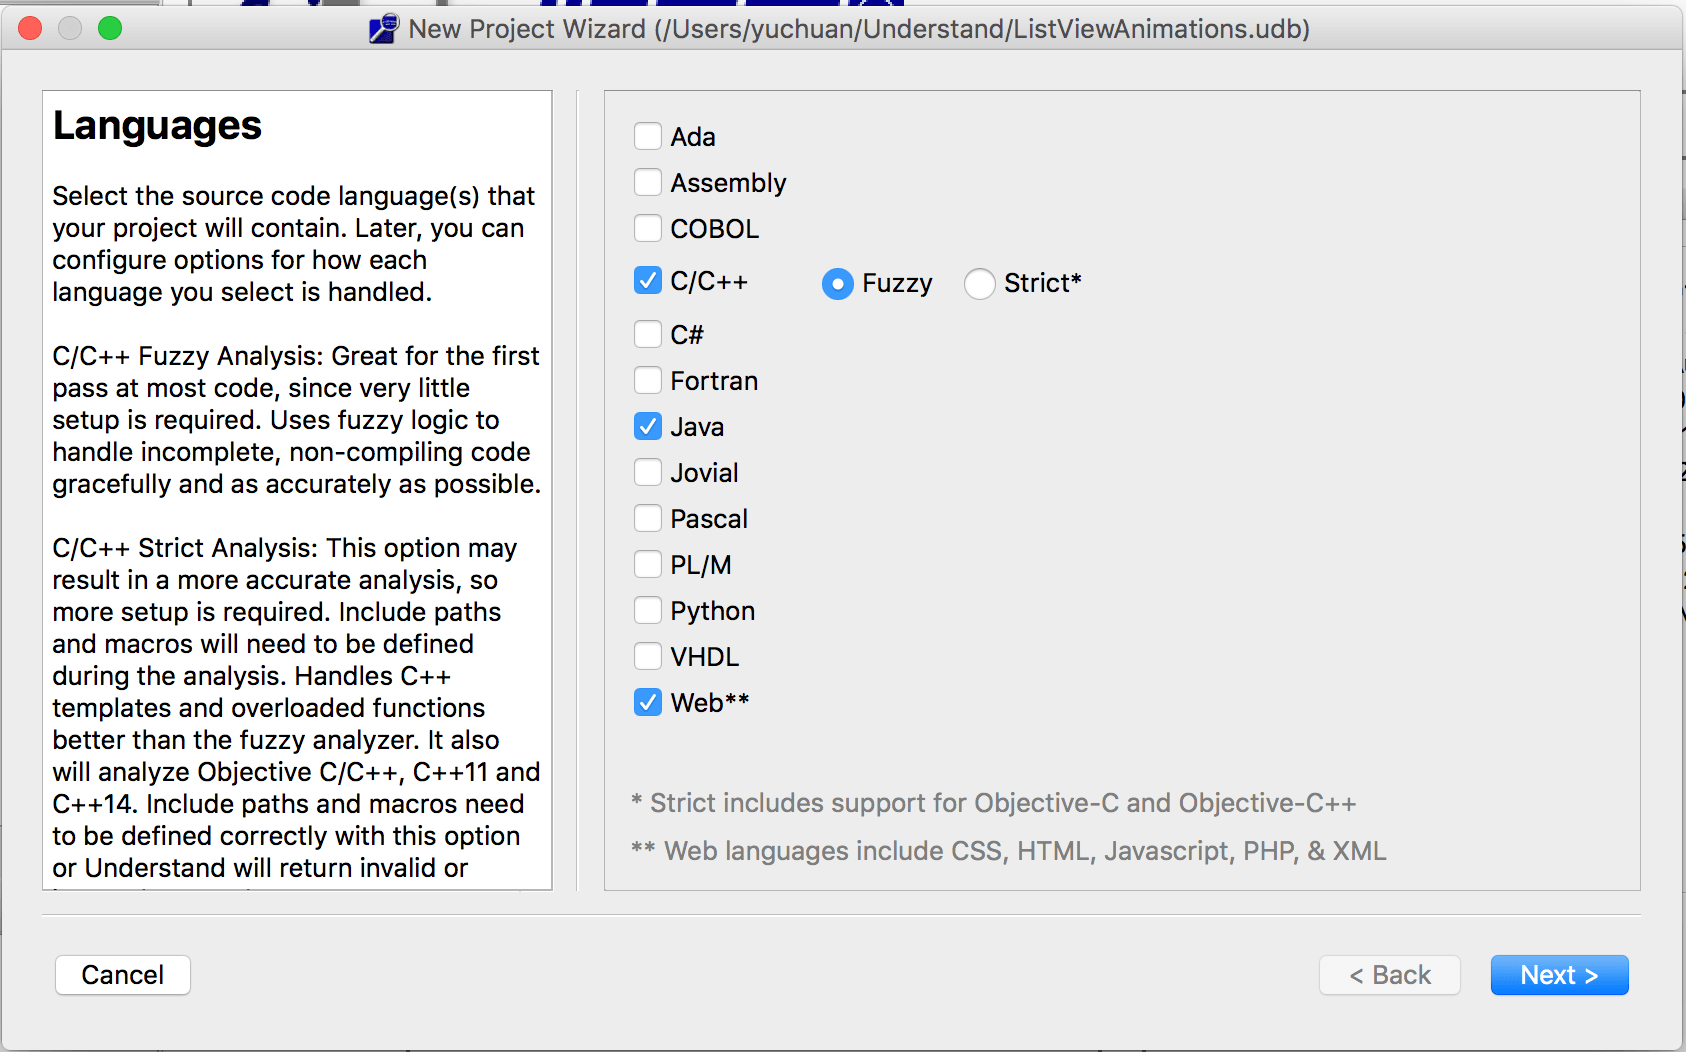 New Project Wizard (/Users/yuchuan/Understand/ListViewAnimations.udb)
Languages
Select the source code language(s) that
your project will contain. Later, you can
configure options for how each
language you select is handled.
C/C++ Fuzzy Analysis: Great for the first
pass at most code, since very little
setup is required. Uses fuzzy logic to
handle incomplete, non-compiling code
gracefully and as accurately as possible.
C/C++ Strict Analysis: This option may
result in a more accurate analysis, so
more setup is required. Include paths
and macros will need to be defined
during the analysis. Handles C++
templates and overloaded functions
better than the fuzzy analyzer. It also
will analyze Objective C/C++, C++11 and
C++14. Include paths and macros need
to be defined correctly with this option
or Understand will return invalid or
Ada
Assembly
COBOL
C/C++ Fuzzy Strict*
C#
Fortran
Java
Jovial
Pascal
PL/M
Python
VHDL
Web**
* Strict includes support for Objective-C and Objective-C++
** Web languages include CSS, HTML, Javascript, PHP, & XML
Cancel
< Back
Next >